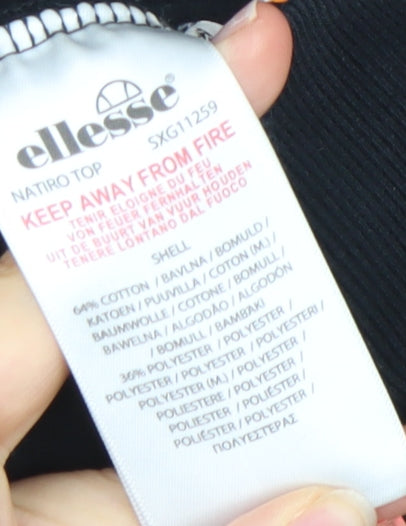 ellesse
NATIRO TOP SXG11259
KEEP AWAY FROM FIRE
TENIR ELOIGNE DU FEU
VON FEUER FERNHALTEN
UIT DE BUURT VAN VUUR HOUDEN
TENERE LONTANO DAL FUOCO
SHELL
64% COTTON / BAVLNA / BOMULD /
KATOEN / PUUVILLA / COTON (M.) /
BAUMWOLLE / COTONE / BOMULL /
BAWELNA / ALGODÃO / ALGODÓN
/ BOMULL / BAMBAKI
36% POLYESTER / POLYESTER /
POLYESTER / POLYESTER / POLYESTERI /
POLYESTER (M.) / POLYESTER /
POLIESTERE / POLYESTER /
POLIESTER / POLIÉSTER /
POLIÉSTER / POLYESTER /
ΠΟΛΥΕΣΤΕΡΑΣ